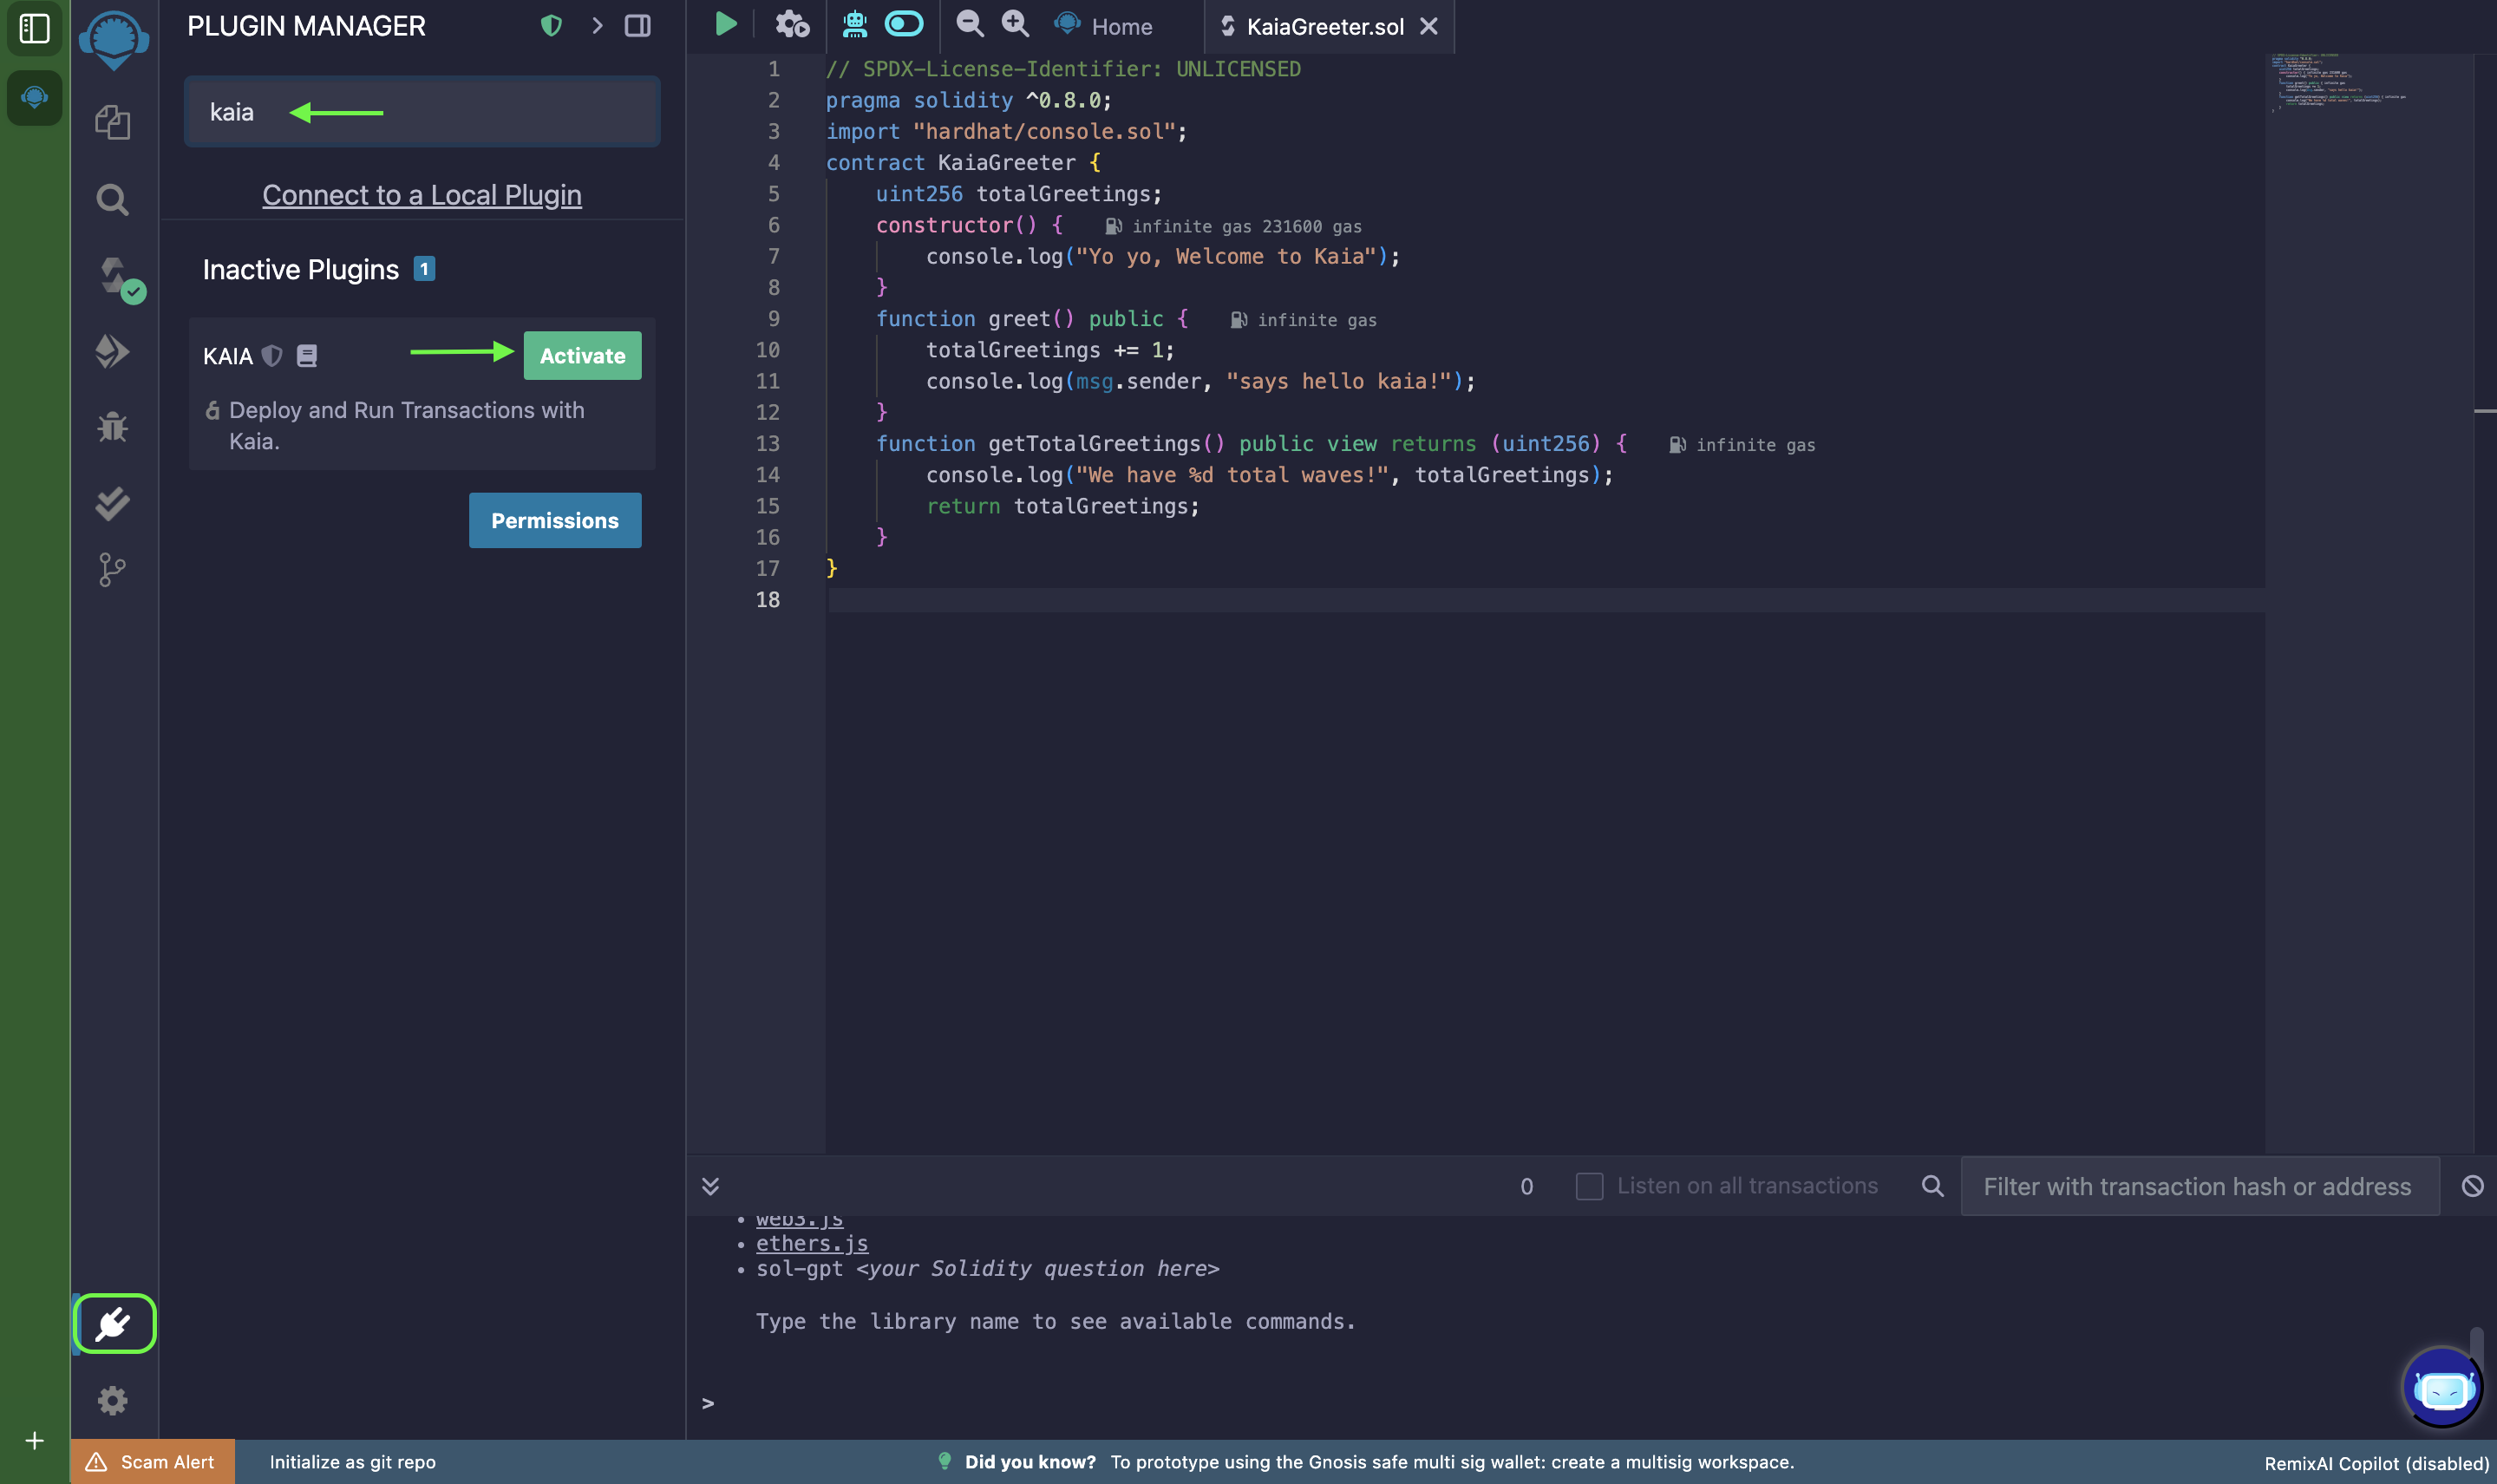 PLUGIN MANAGER
kaia
Connect to a Local Plugin
Inactive Plugins 1
KAIA
Activate
Deploy and Run Transactions with
Kaia.
Permissions
Home
KaiaGreeter.sol
1 // SPDX-License-Identifier: UNLICENSED
2 pragma solidity ^0.8.0;
3 import "hardhat/console.sol";
4 contract KaiaGreeter {
5 uint256 totalGreetings;
6 constructor() { infinite gas 231600 gas
7 console.log("Yo yo, Welcome to Kaia");
8 }
9 function greet() public { infinite gas
10 totalGreetings += 1;
11 console.log(msg.sender, "says hello kaia!");
12 }
13 function getTotalGreetings() public view returns (uint256) { infinite gas
14 console.log("We have %d total waves!", totalGreetings);
15 return totalGreetings;
16 }
17 }
18
0
Listen on all transactions
Filter with transaction hash or address
• web3.js
• ethers.js
• sol-gpt <your Solidity question here>
Type the library name to see available commands.
>
Scam Alert
Initialize as git repo
Did you know? To prototype using the Gnosis safe multi sig wallet: create a multisig workspace.
RemixAI Copilot (disabled)